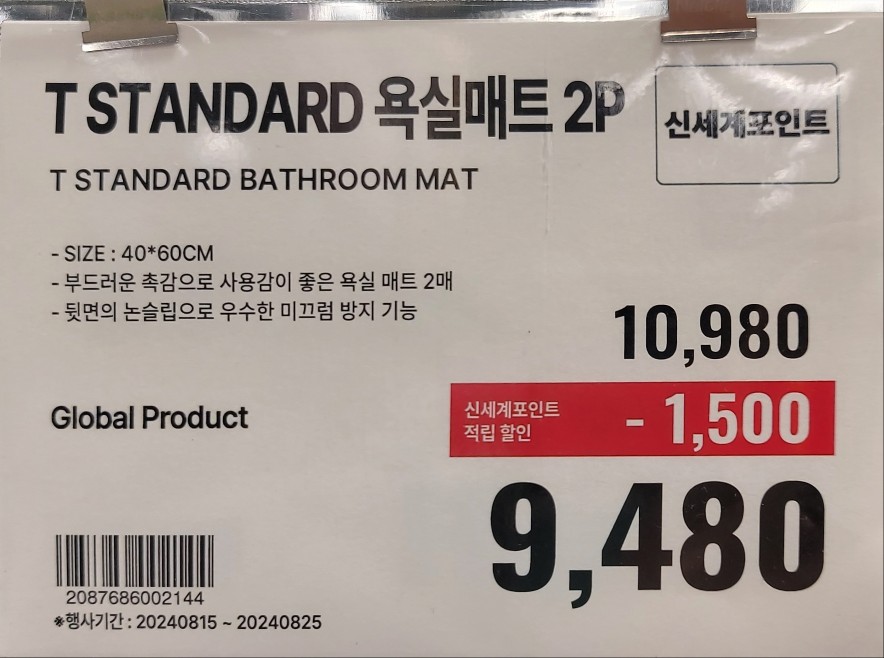 T STANDARD 욕실매트 2P
신세계포인트
T STANDARD BATHROOM MAT
- SIZE : 40*60CM
- 부드러운 촉감으로 사용감이 좋은 욕실 매트 2매
- 뒷면의 논슬립으로 우수한 미끄럼 방지 기능
10,980
Global Product
신세계포인트
적립 할인
- 1,500
9,480
2087686002144
※행사기간 : 20240815 ~ 20240825